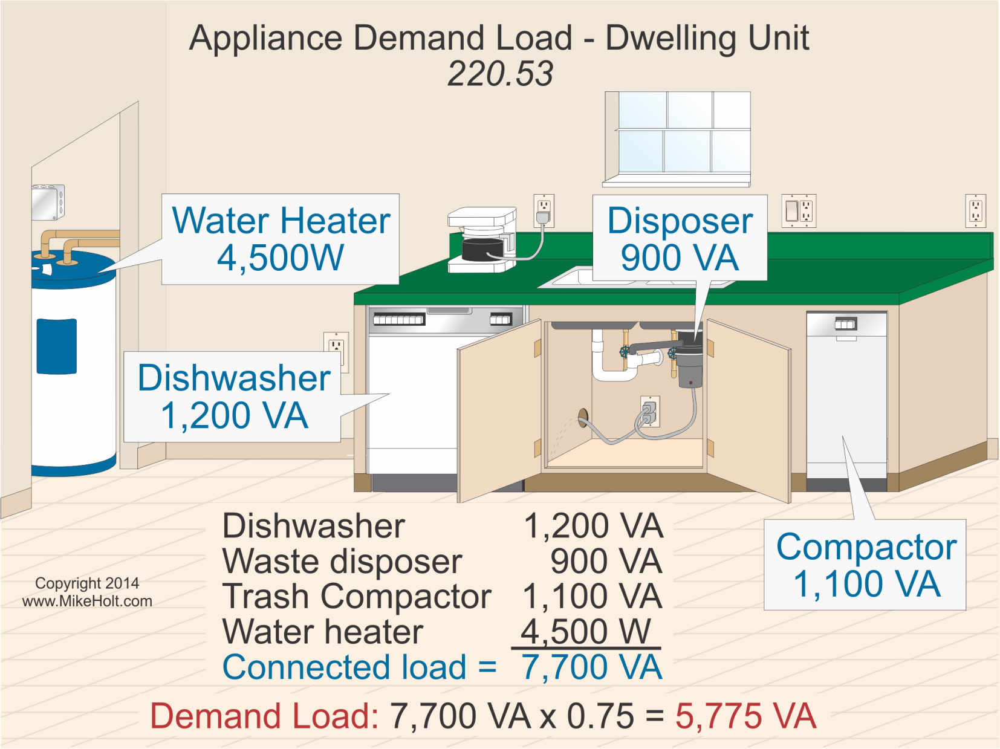 Appliance Demand Load - Dwelling Unit
220.53
Water Heater
4,500W
Disposer
900 VA
Dishwasher
1,200 VA
Compactor
1,100 VA
Dishwasher 1,200 VA
Waste disposer 900 VA
Trash Compactor 1,100 VA
Water heater 4,500 W
Connected load = 7,700 VA
Demand Load: 7,700 VA x 0.75 = 5,775 VA
Copyright 2014
www.MikeHolt.com